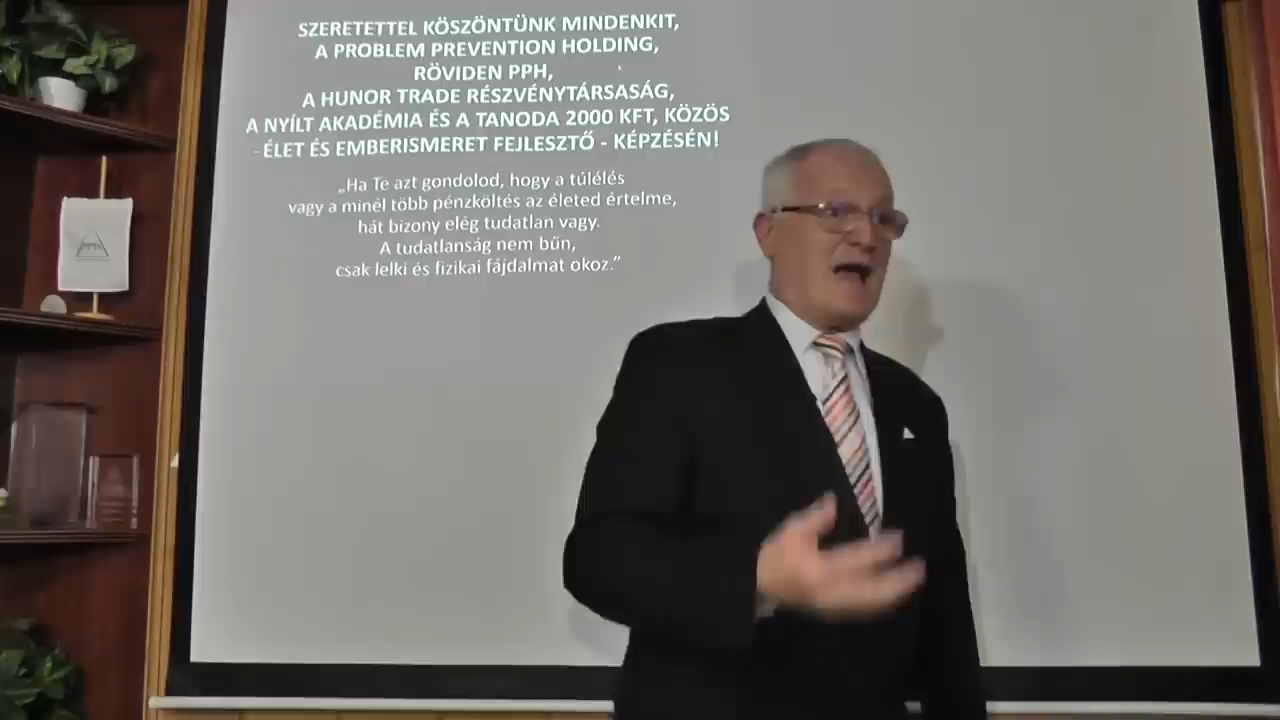 SZERETETTEL KÖSZÖNTÜNK MINDENKIT,
A PROBLEM PREVENTION HOLDING,
RÖVIDEN PPH,
A HUNOR TRADE RÉSZVÉNYTÁRSASÁG,
A NYÍLT AKADÉMIA ÉS A TANODA 2000 KFT, KÖZÖS
- ÉLET ÉS EMBERISMERET FEJLESZTŐ - KÉPZÉSÉN!
„Ha Te azt gondolod, hogy a túlélés
vagy a minél több pénzköltés az életed értelme,
hát bizony elég tudatlan vagy.
A tudatlanság nem bűn,
csak lelki és fizikai fájdalmat okoz.”